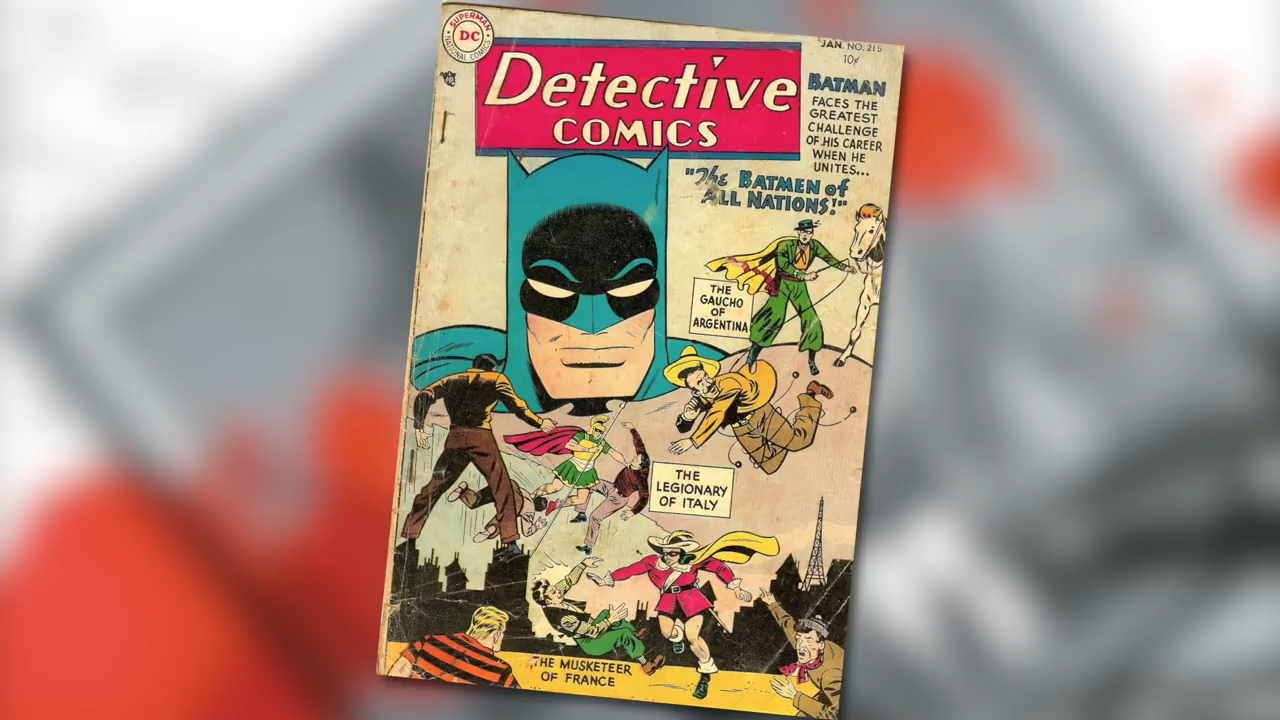 SUPERMAN
DC
NATIONAL COMICS
Detective
COMICS
JAN. NO. 215
10¢
BATMAN
FACES THE
GREATEST
CHALLENGE
OF HIS CAREER
WHEN HE
UNITES...
"The BATMEN of
ALL NATIONS!"
THE
GAUCHO
OF
ARGENTINA
THE
LEGIONARY
OF ITALY
THE MUSKETEER
OF FRANCE